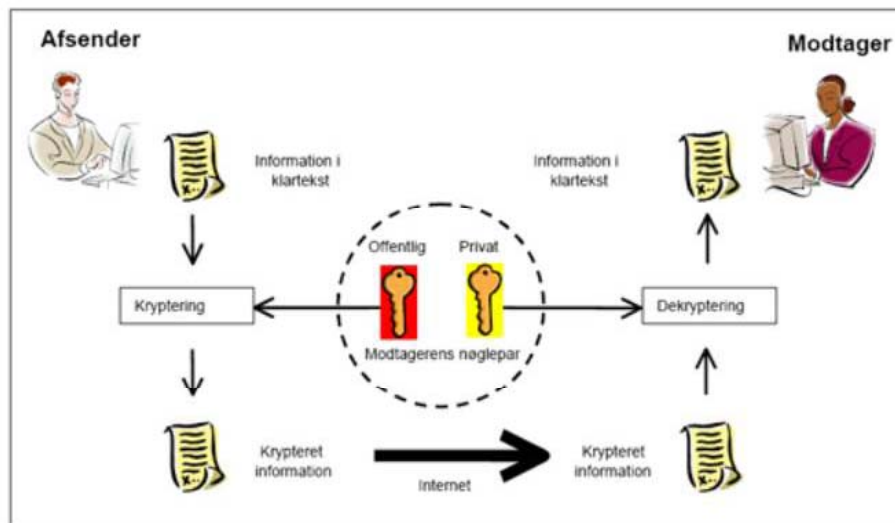 Afsender
Modtager
Information i
klartekst
Information i
klartekst
Offentlig
Privat
Kryptering
Dekryptering
Modtagerens nøglepar
Krypteret
information
Internet
Krypteret
information